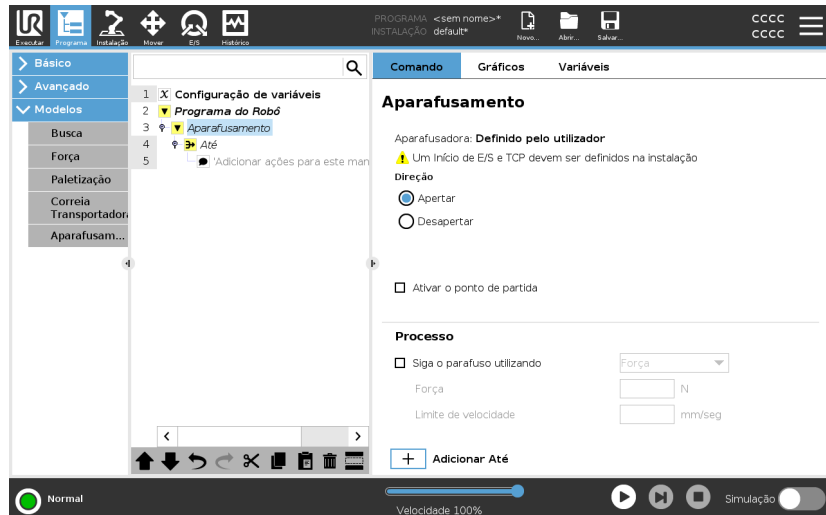 UR
PROGRAMA <sem nome>*
INSTALAÇÃO default*
CCCC
CCCC
Executar Programa Instalação Mover E/S Histórico Novo... Abrir... Salvar...
Básico
Avançado
Modelos
Busca
Força
Paletização
Correia
Transportadora
Aparafusam...
1 X Configuração de variáveis
2 Programa do Robô
3 Aparafusamento
4 Até
5 'Adicionar ações para este man
Comando Gráficos Variáveis
Aparafusamento
Aparafusadora: Definido pelo utilizador
Um Início de E/S e TCP devem ser definidos na instalação
Direção
Apertar
Desapertar
Ativar o ponto de partida
Processo
Siga o parafuso utilizando Força
Força N
Limite de velocidade mm/seg
+ Adicionar Até
Normal
Velocidade 100%
Simulação